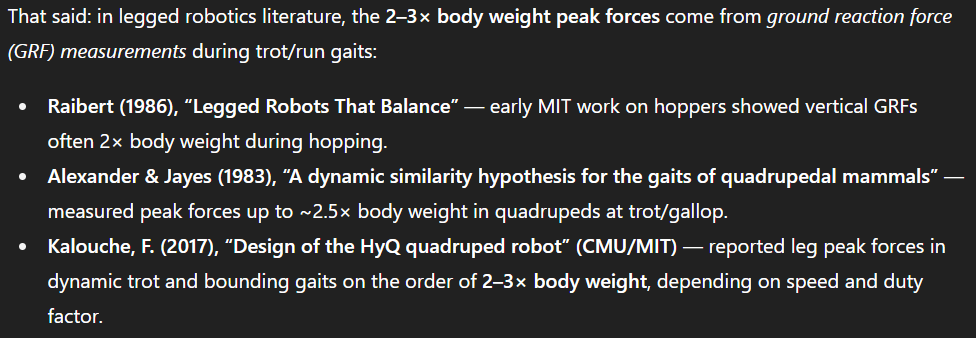 That said: in legged robotics literature, the 2–3× body weight peak forces come from ground reaction force
(GRF) measurements during trot/run gaits:
• Raibert (1986), “Legged Robots That Balance” — early MIT work on hoppers showed vertical GRFs
often 2× body weight during hopping.
• Alexander & Jayes (1983), “A dynamic similarity hypothesis for the gaits of quadrupedal mammals” —
measured peak forces up to ~2.5× body weight in quadrupeds at trot/gallop.
• Kalouche, F. (2017), “Design of the HyQ quadruped robot” (CMU/MIT) — reported leg peak forces in
dynamic trot and bounding gaits on the order of 2–3× body weight, depending on speed and duty
factor.